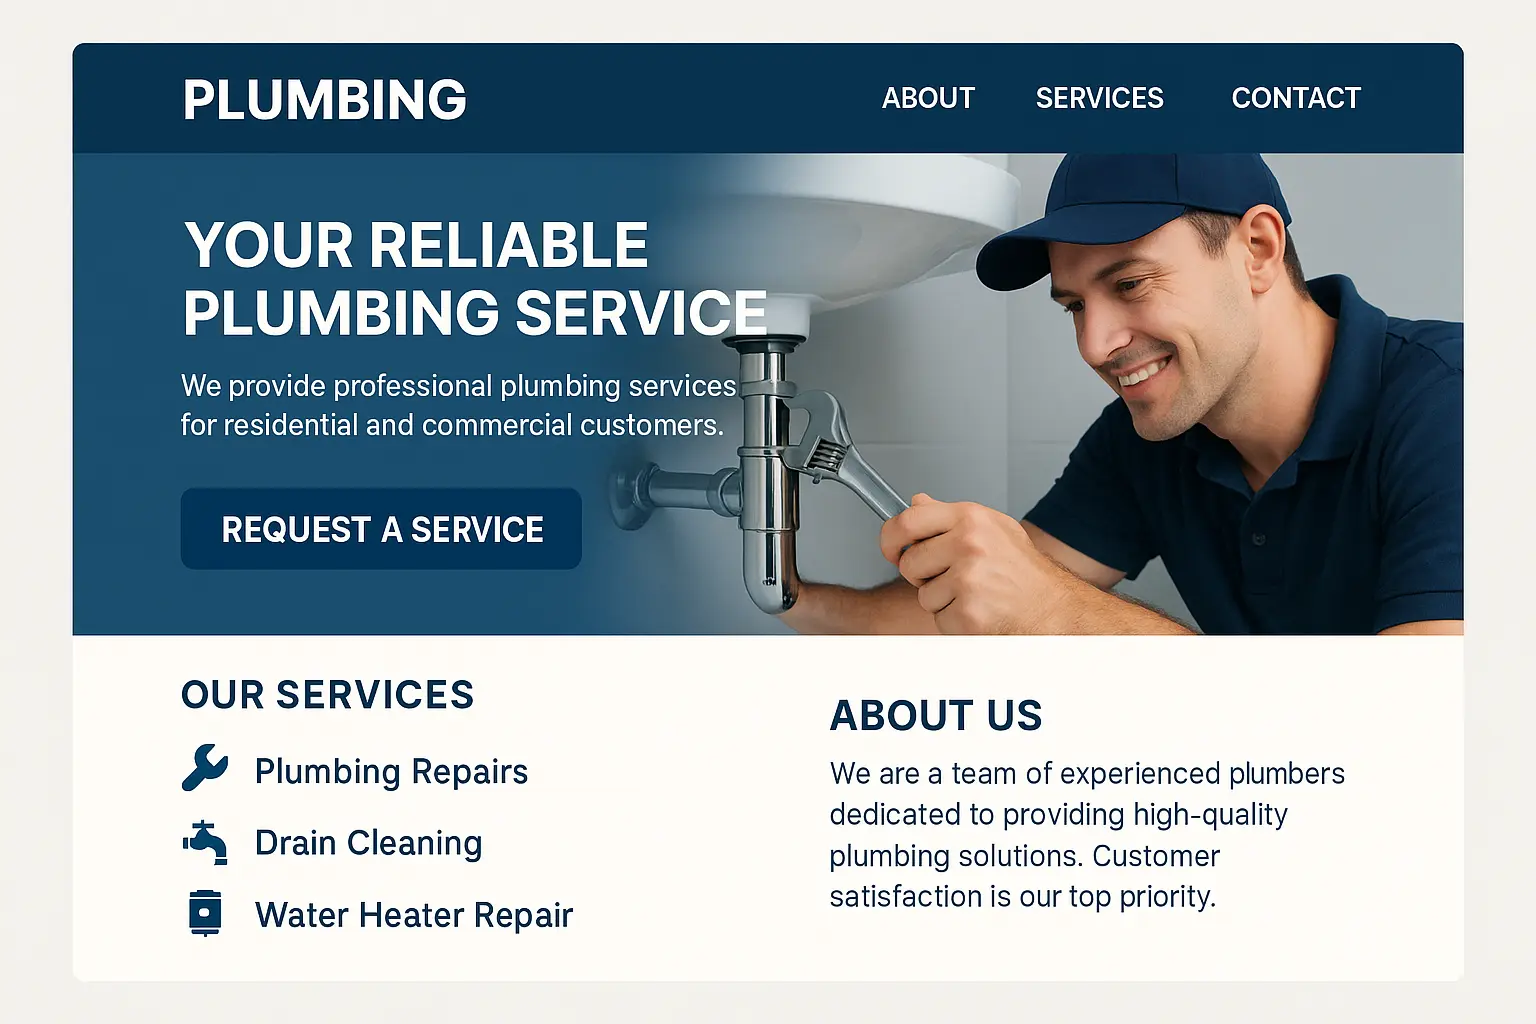 PLUMBING
ABOUT
SERVICES
CONTACT
YOUR RELIABLE
PLUMBING SERVICE
We provide professional plumbing services
for residential and commercial customers.
REQUEST A SERVICE
OUR SERVICES
Plumbing Repairs
Drain Cleaning
Water Heater Repair
ABOUT US
We are a team of experienced plumbers
dedicated to providing high-quality
plumbing solutions. Customer
satisfaction is our top priority.